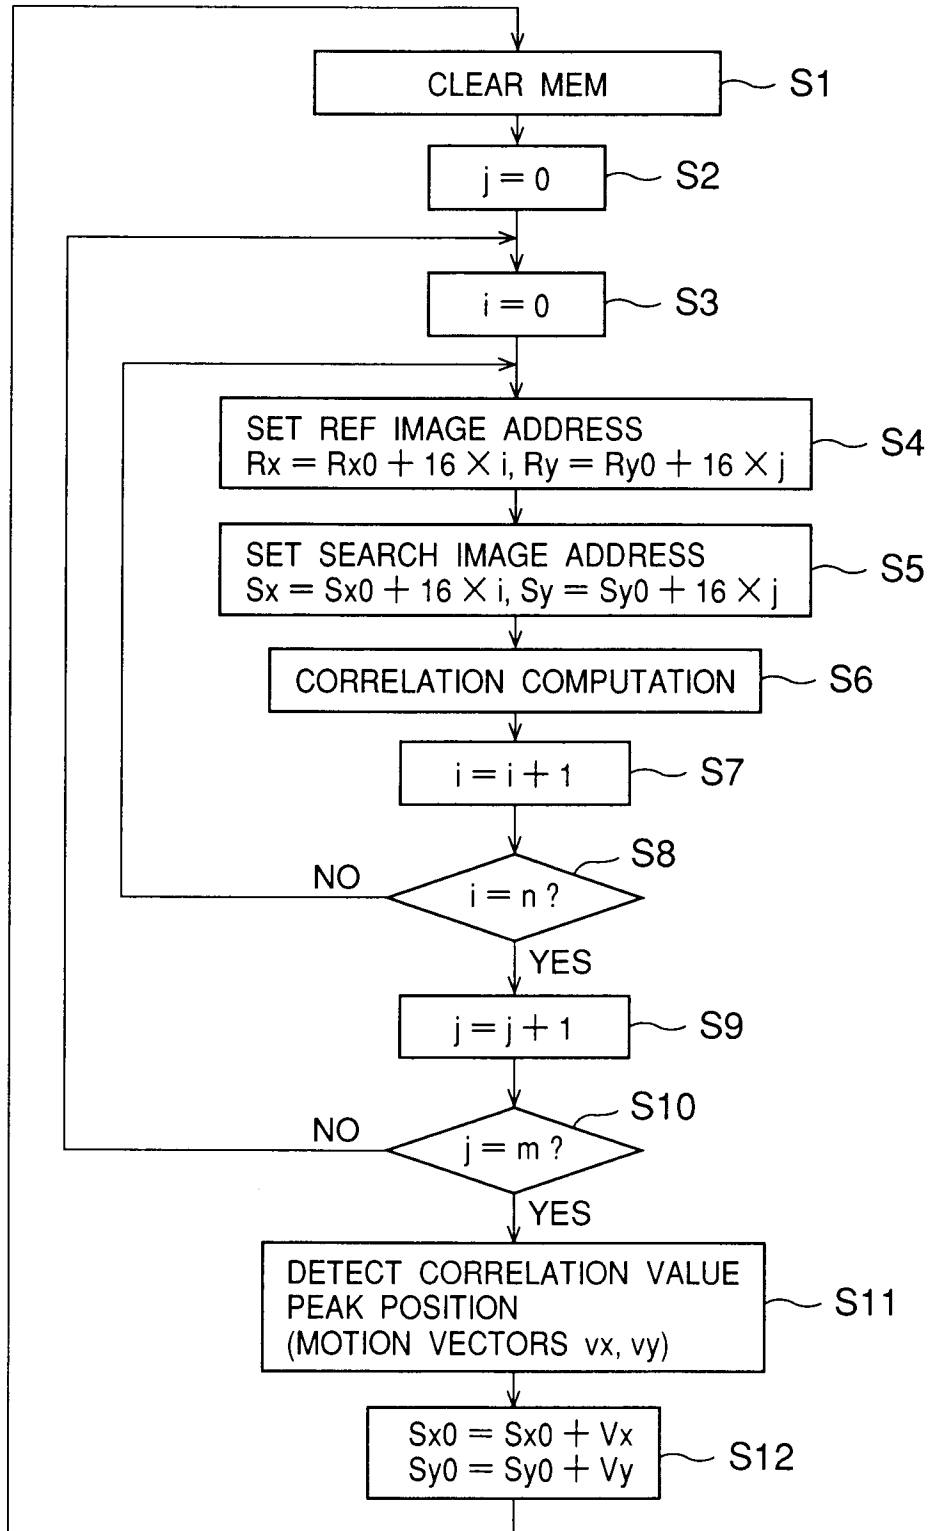 CLEAR MEM
S1
j = 0
S2
i = 0
S3
SET REF IMAGE ADDRESS
Rx = Rx0 + 16 × i, Ry = Ry0 + 16 × j
S4
SET SEARCH IMAGE ADDRESS
Sx = Sx0 + 16 × i, Sy = Sy0 + 16 × j
S5
CORRELATION COMPUTATION
S6
i = i + 1
S7
S8
NO
i = n ?
YES
j = j + 1
S9
S10
NO
j = m ?
YES
DETECT CORRELATION VALUE
PEAK POSITION
(MOTION VECTORS vx, vy)
S11
Sx0 = Sx0 + Vx
Sy0 = Sy0 + Vy
S12